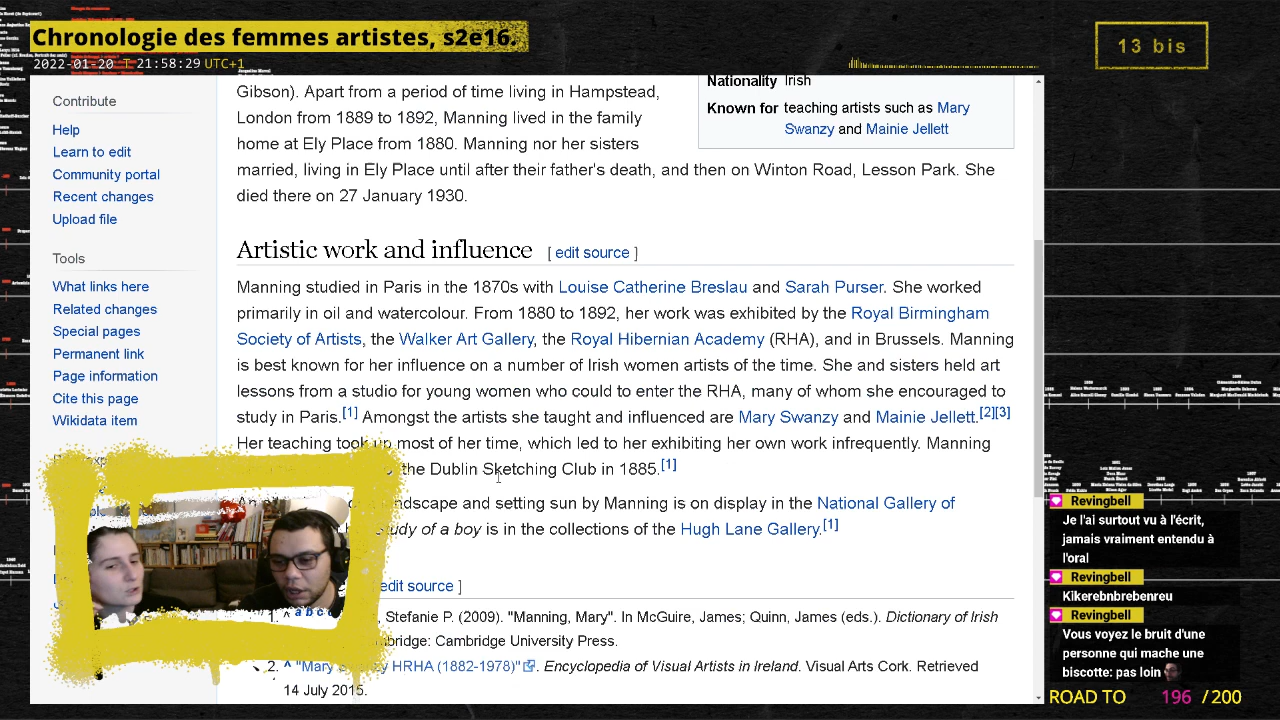 Chronologie des femmes artistes, s2e16.
2022-01-20 T 21:58:29 UTC+1
13 bis
Contribute
Help
Learn to edit
Community portal
Recent changes
Upload file
Tools
What links here
Related changes
Special pages
Permanent link
Page information
Cite this page
Wikidata item
Nationality Irish
Known for teaching artists such as Mary
Swanzy and Mainie Jellett
Gibson). Apart from a period of time living in Hampstead,
London from 1889 to 1892, Manning lived in the family
home at Ely Place from 1880. Manning nor her sisters
married, living in Ely Place until after their father's death, and then on Winton Road, Lesson Park. She
died there on 27 January 1930.
Artistic work and influence [ edit source ]
Manning studied in Paris in the 1870s with Louise Catherine Breslau and Sarah Purser. She worked
primarily in oil and watercolour. From 1880 to 1892, her work was exhibited by the Royal Birmingham
Society of Artists, the Walker Art Gallery, the Royal Hibernian Academy (RHA), and in Brussels. Manning
is best known for her influence on a number of Irish women artists of the time. She and sisters held art
lessons from a studio for young women who could to enter the RHA, many of whom she encouraged to
study in Paris.[1] Amongst the artists she taught and influenced are Mary Swanzy and Mainie Jellett.[2][3]
Her teaching took up most of her time, which led to her exhibiting her own work infrequently. Manning
the Dublin Sketching Club in 1885.[1]
landscape and setting sun by Manning is on display in the National Gallery of
study of a boy is in the collections of the Hugh Lane Gallery.[1]
edit source ]
^ a b c d , Stefanie P. (2009). "Manning, Mary". In McGuire, James; Quinn, James (eds.). Dictionary of Irish
Cambridge: Cambridge University Press.
2. ^ "Mary Swanzy HRHA (1882-1978)". Encyclopedia of Visual Artists in Ireland. Visual Arts Cork. Retrieved
14 July 2015.
Revingbell
Je l'ai surtout vu à l'écrit,
jamais vraiment entendu à
l'oral
Revingbell
Kikerebnbrebenreu
Revingbell
Vous voyez le bruit d'une
personne qui mache une
biscotte: pas loin
ROAD TO 196 / 200